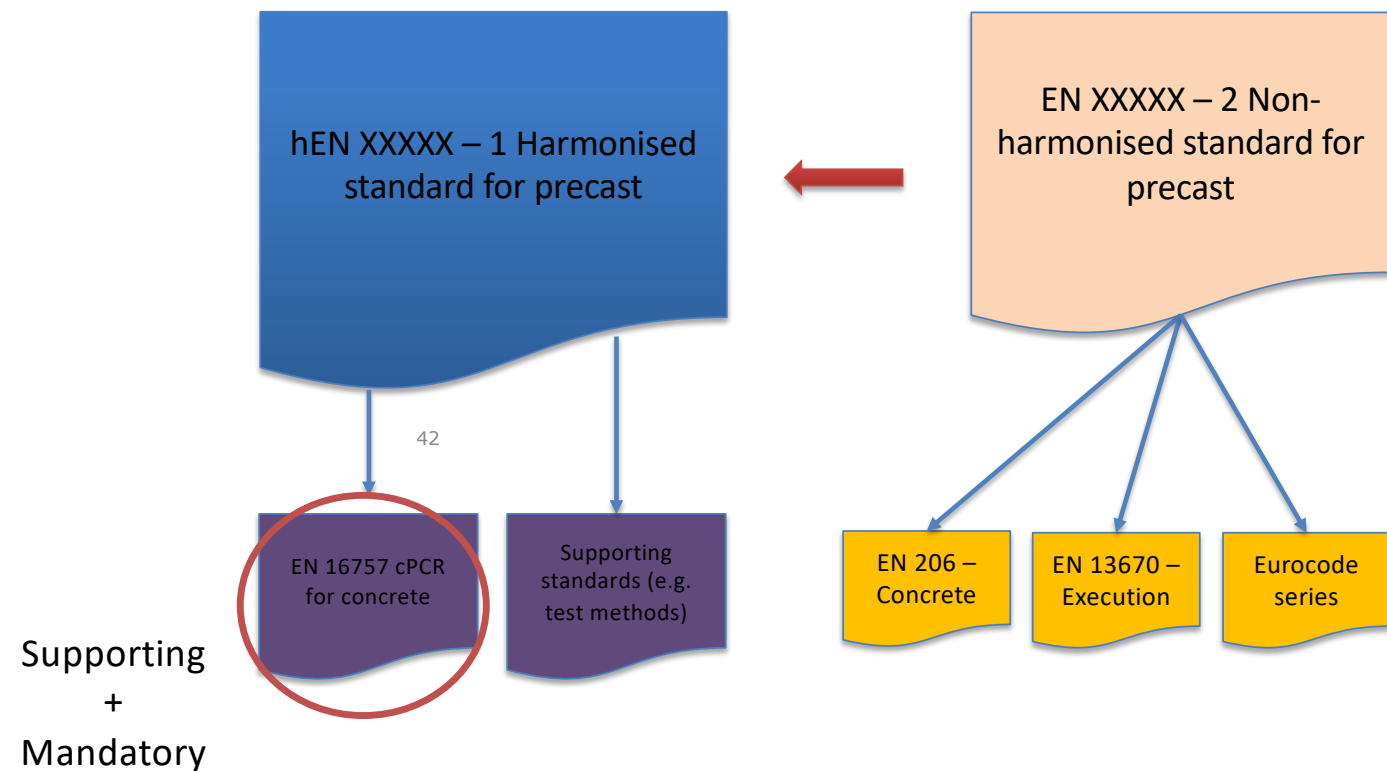 hEN XXXXX – 1 Harmonised
standard for precast
EN XXXXX – 2 Non-
harmonised standard for
precast
42
EN 16757 cPCR
for concrete
Supporting
standards (e.g.
test methods)
EN 206 –
Concrete
EN 13670 –
Execution
Eurocode
series
Supporting
+
Mandatory